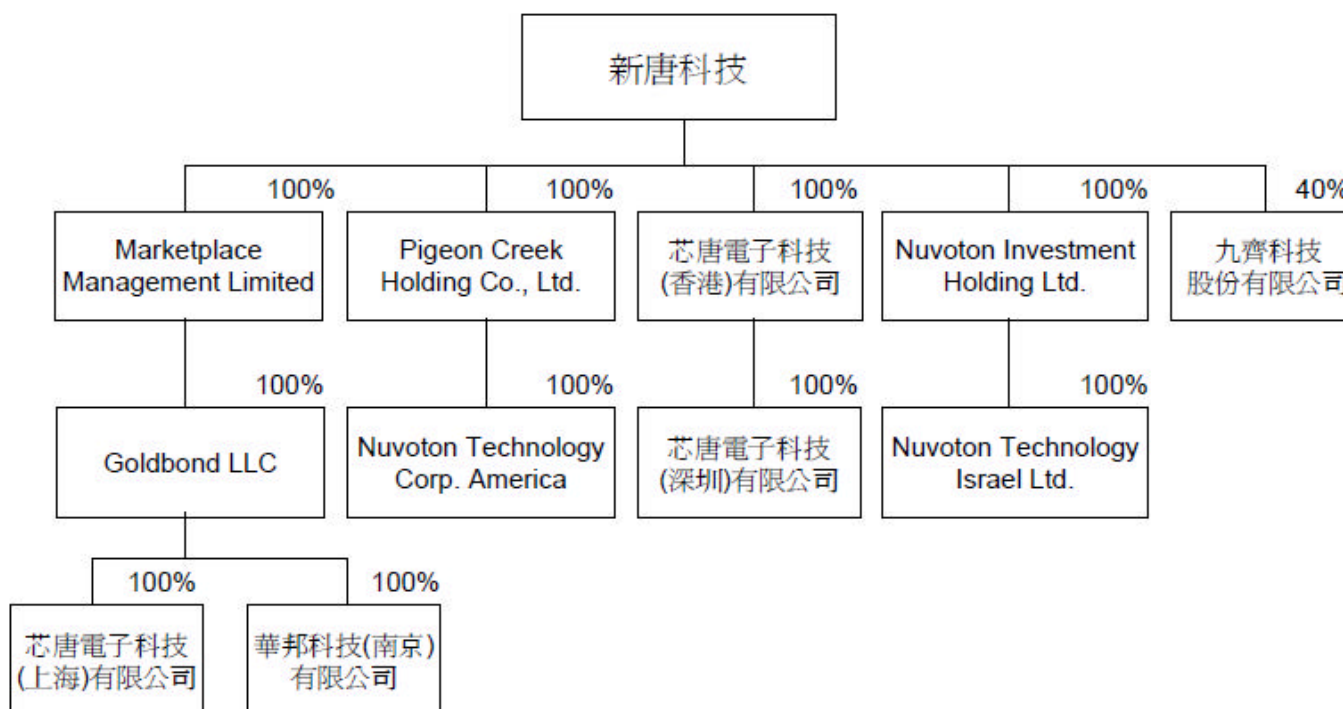 新唐科技
100%
100%
100%
100%
40%
Marketplace
Management Limited
Pigeon Creek
Holding Co., Ltd.
芯唐電子科技
(香港)有限公司
Nuvoton Investment
Holding Ltd.
九齊科技
股份有限公司
100%
100%
100%
100%
Goldbond LLC
Nuvoton Technology
Corp. America
芯唐電子科技
(深圳)有限公司
Nuvoton Technology
Israel Ltd.
100%
100%
芯唐電子科技
(上海)有限公司
華邦科技(南京)
有限公司